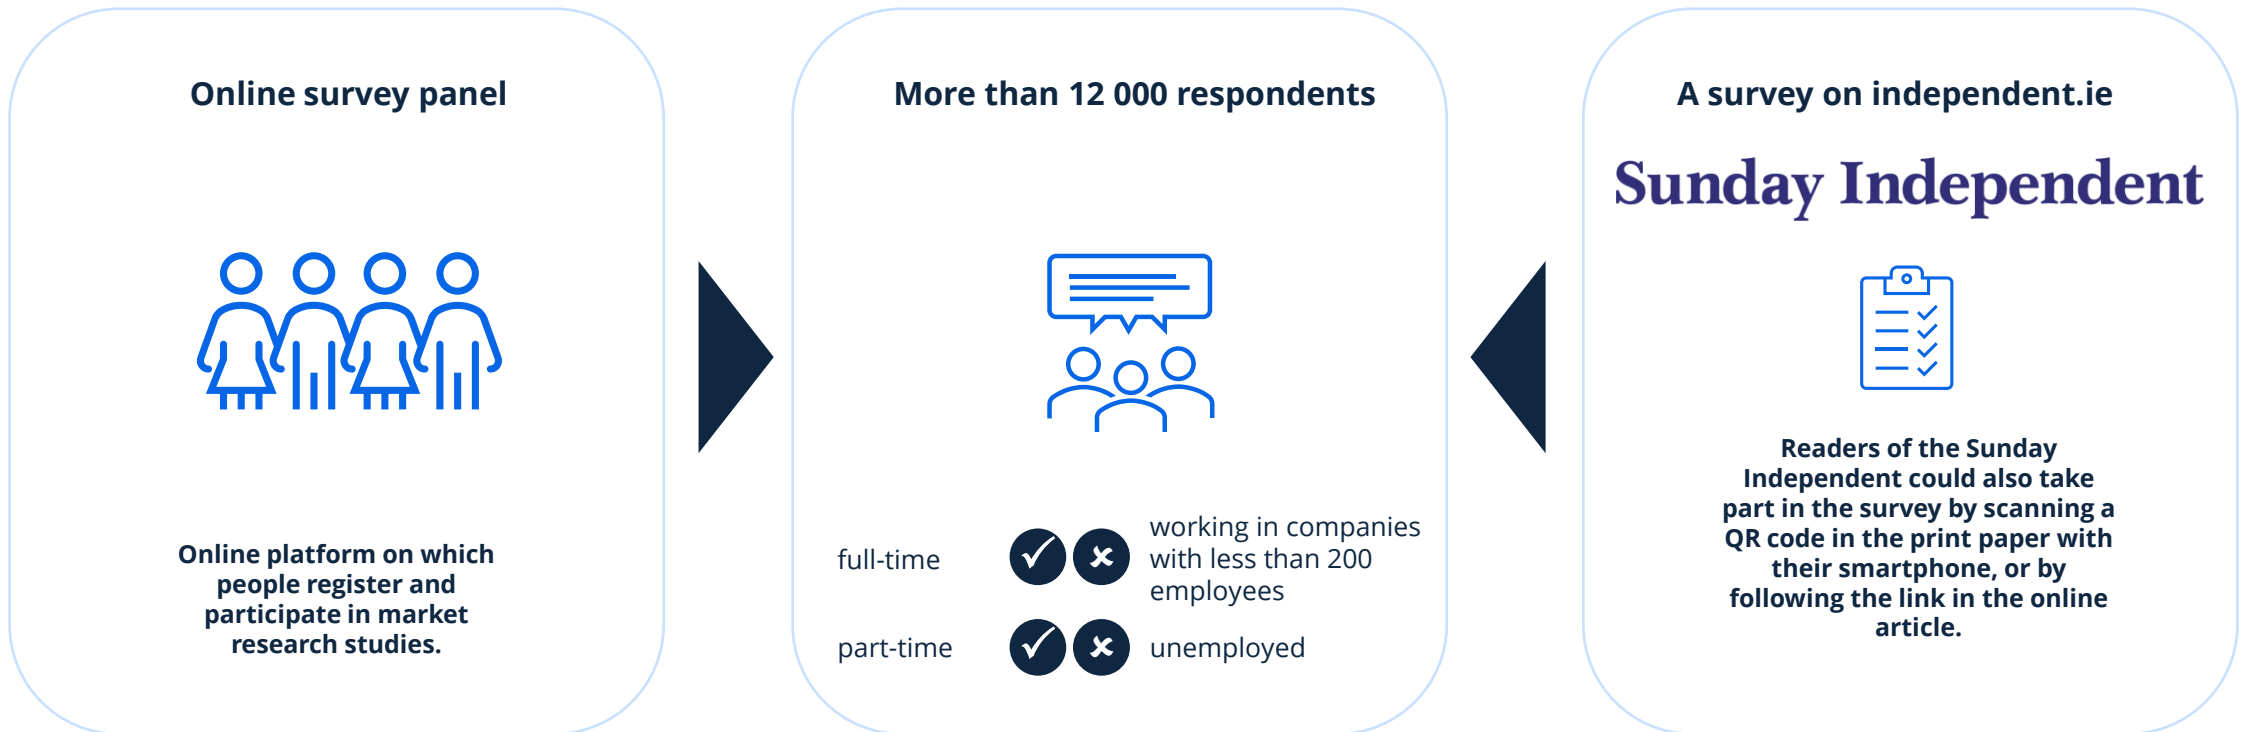 Online survey panel
Online platform on which
people register and
participate in market
research studies.
More than 12 000 respondents
full-time
working in companies
with less than 200
employees
part-time
unemployed
A survey on independent.ie
Sunday Independent
Readers of the Sunday
Independent could also take
part in the survey by scanning a
QR code in the print paper with
their smartphone, or by
following the link in the online
article.